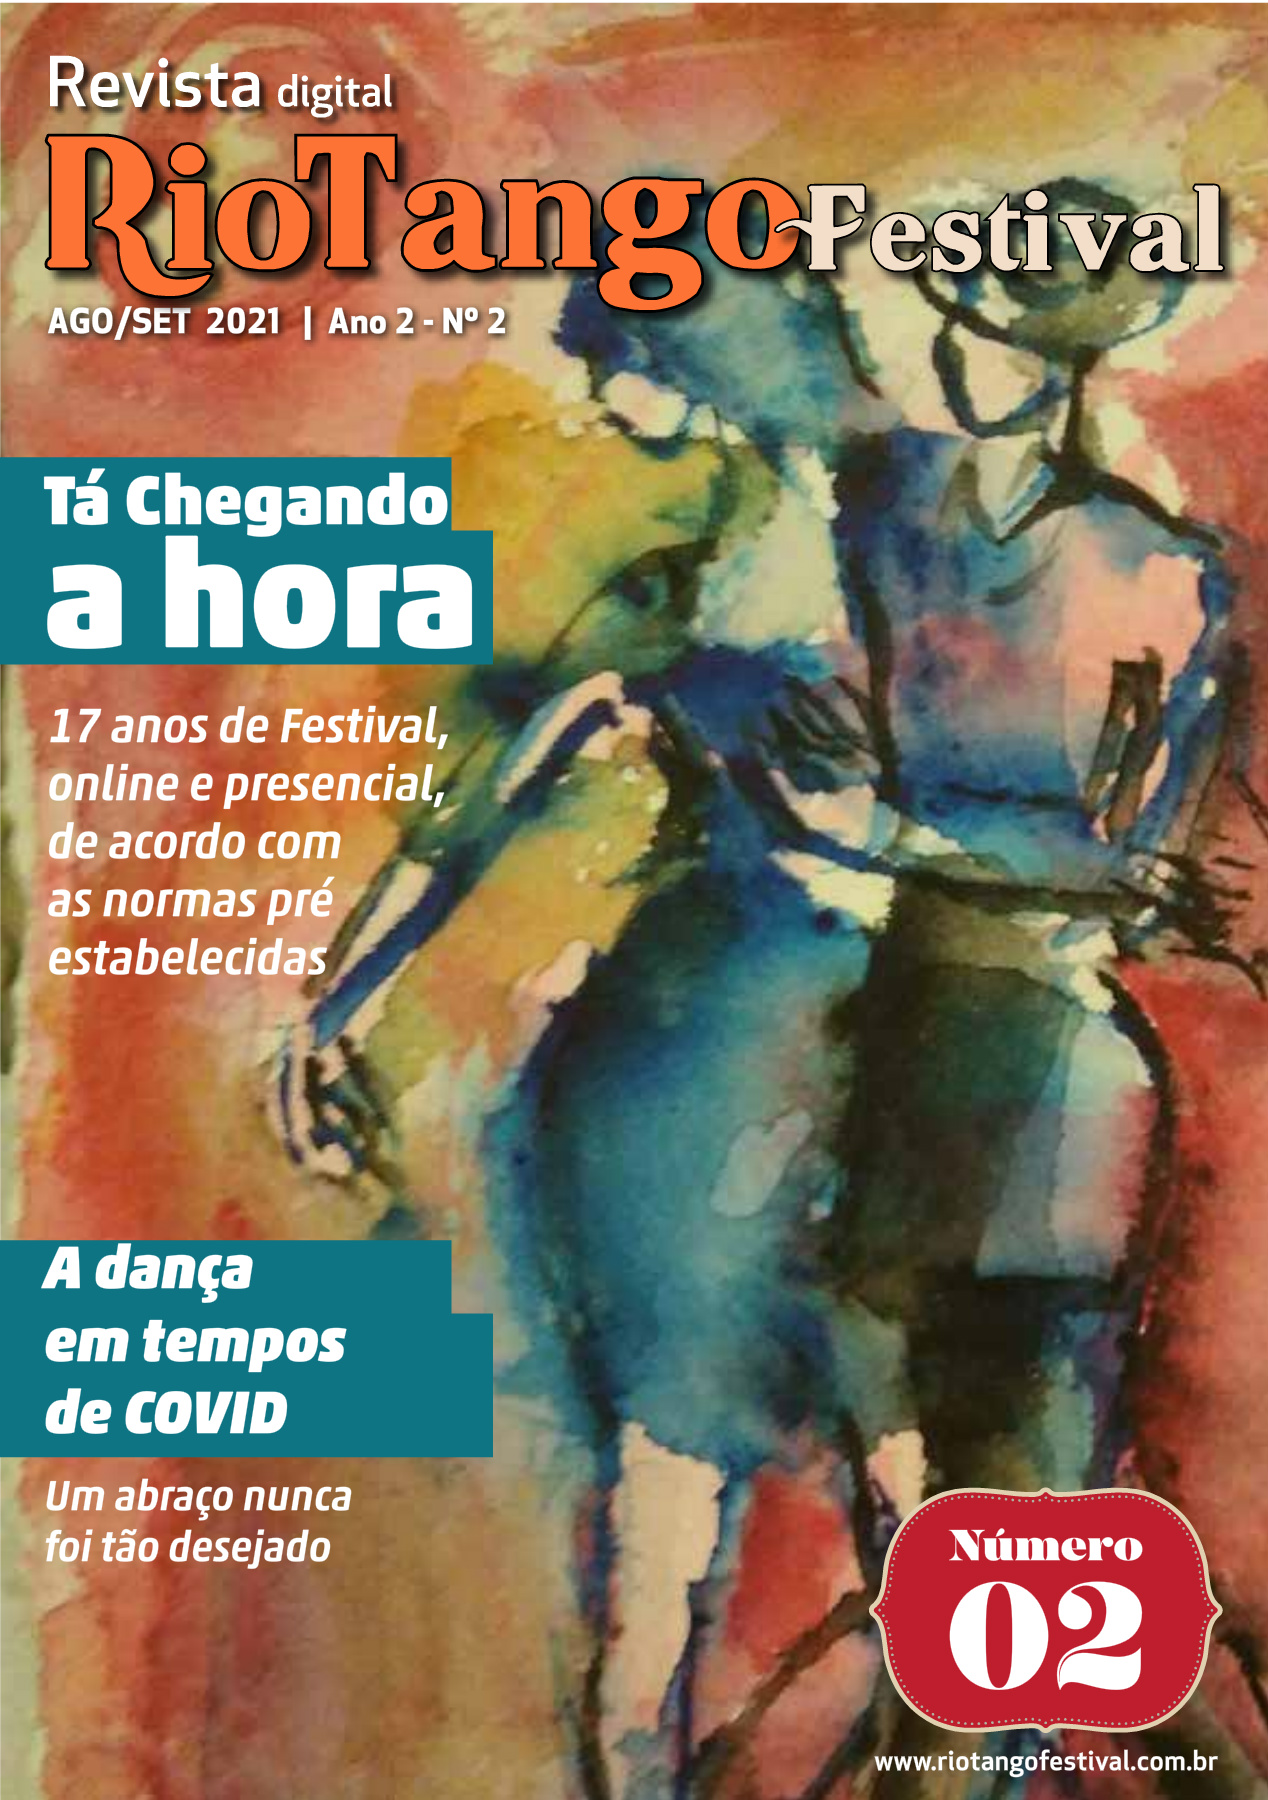 Revista digital
RioTangoFestival
AGO/SET 2021 | Ano 2 - Nº 2
Tá Chegando
a hora
17 anos de Festival,
online e presencial,
de acordo com
as normas pré
estabelecidas
A dança
em tempos
de COVID
Um abraço nunca
foi tão desejado
Número
02
www.riotangofestival.com.br